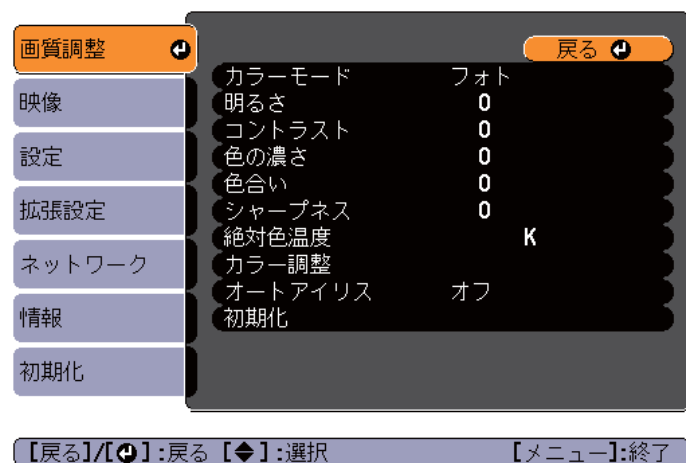 画質調整
映像
設定
拡張設定
ネットワーク
情報
初期化
戻る
カラーモード フォト
明るさ 0
コントラスト 0
色の濃さ 0
色合い 0
シャープネス 0
絶対色温度 K
カラー調整
オートアイリス オフ
初期化
【戻る】/【】:戻る 【◆】:選択 【メニュー】:終了